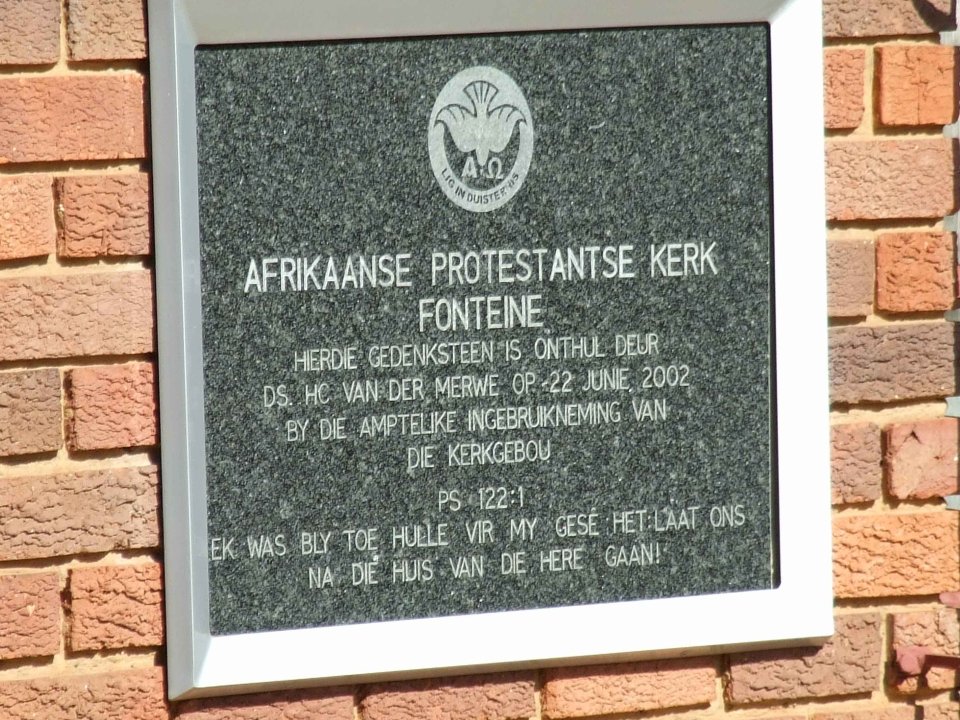 Α Ω
LIG IN DUISTERNIS
AFRIKAANSE PROTESTANTSE KERK
FONTEINE
HIERDIE GEDENKSTEEN IS ONTHUL DEUR
DS. HC VAN DER MERWE OP 22 JUNIE 2002
BY DIE AMPTELIKE INGEBRUIKNEMING VAN
DIE KERKGEBOU
PS 122:1
EK WAS BLY TOE HULLE VIR MY GESÊ HET: LAAT ONS
NA DIE HUIS VAN DIE HERE GAAN!